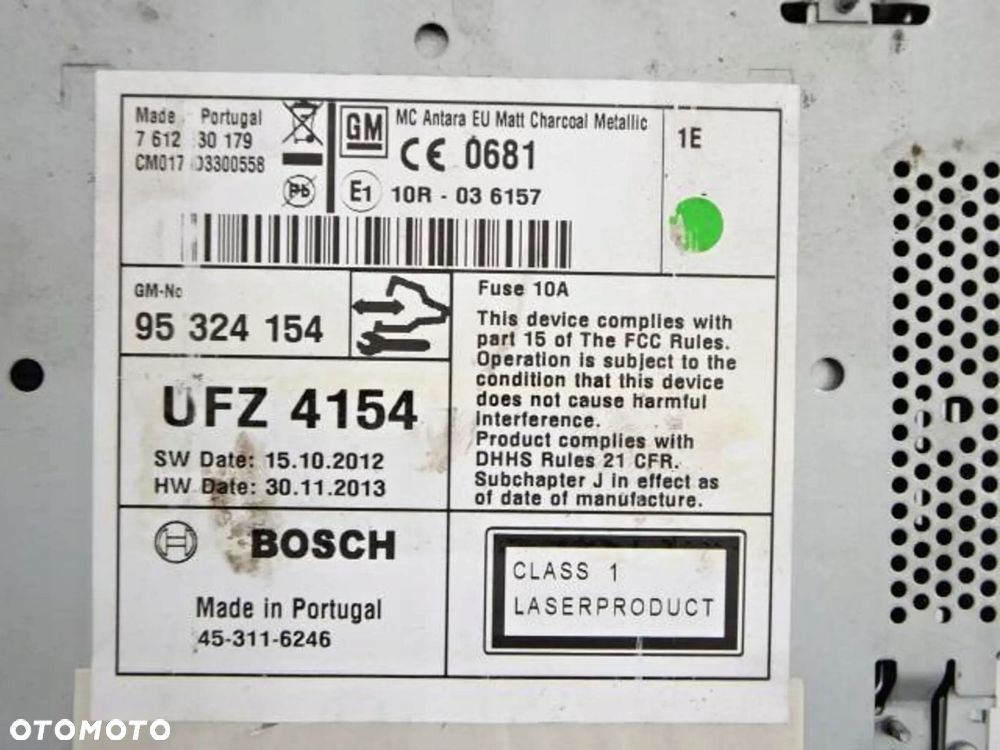 Made Portugal
7 612 30 179
CM017 03300558
Pb
GM
MC Antara EU Matt Charcoal Metallic
CE 0681
E1 10R - 03 6157
1E
GM-No
95 324 154
UFZ 4154
SW Date: 15.10.2012
HW Date: 30.11.2013
Fuse 10A
This device complies with
part 15 of The FCC Rules.
Operation is subject to the
condition that this device
does not cause harmful
interference.
Product complies with
DHHS Rules 21 CFR.
Subchapter J in effect as
of date of manufacture.
BOSCH
Made in Portugal
45-311-6246
CLASS 1
LASERPRODUCT
OTOMOTO